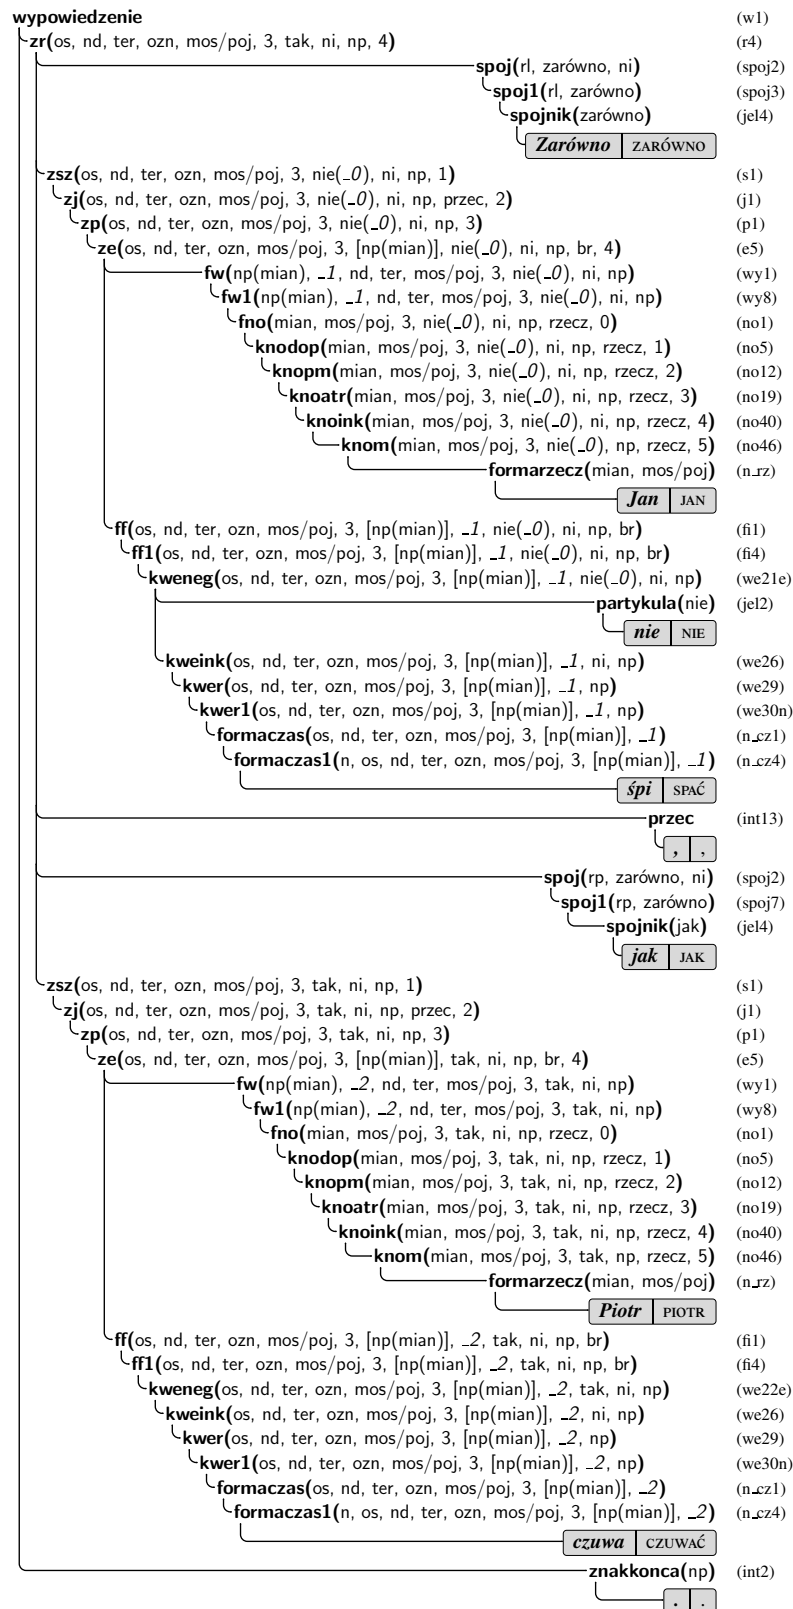 wypowiedzenie (w1)
zr(os, nd, ter, ozn, mos/poj, 3, tak, ni, np, 4) (r4)
spoj(rl, zarówno, ni) (spoj2)
spoj1(rl, zarówno) (spoj3)
spojnik(zarówno) (jel4)
Zarówno ZARÓWNO
zsz(os, nd, ter, ozn, mos/poj, 3, nie(_0), ni, np, 1) (s1)
zj(os, nd, ter, ozn, mos/poj, 3, nie(_0), ni, np, przec, 2) (j1)
zp(os, nd, ter, ozn, mos/poj, 3, nie(_0), ni, np, 3) (p1)
ze(os, nd, ter, ozn, mos/poj, 3, [np(mian)], nie(_0), ni, np, br, 4) (e5)
fw(np(mian), _1, nd, ter, mos/poj, 3, nie(_0), ni, np) (wy1)
fw1(np(mian), _1, nd, ter, mos/poj, 3, nie(_0), ni, np) (wy8)
fno(mian, mos/poj, 3, nie(_0), ni, np, rzecz, 0) (no1)
knodop(mian, mos/poj, 3, nie(_0), ni, np, rzecz, 1) (no5)
knopm(mian, mos/poj, 3, nie(_0), ni, np, rzecz, 2) (no12)
knoatr(mian, mos/poj, 3, nie(_0), ni, np, rzecz, 3) (no19)
knoink(mian, mos/poj, 3, nie(_0), ni, np, rzecz, 4) (no40)
knom(mian, mos/poj, 3, nie(_0), np, rzecz, 5) (no46)
formarzecz(mian, mos/poj) (n_rz)
Jan JAN
ff(os, nd, ter, ozn, mos/poj, 3, [np(mian)], _1, nie(_0), ni, np, br) (fi1)
ff1(os, nd, ter, ozn, mos/poj, 3, [np(mian)], _1, nie(_0), ni, np, br) (fi4)
kweneg(os, nd, ter, ozn, mos/poj, 3, [np(mian)], _1, nie(_0), ni, np) (we21e)
partykula(nie) (jel2)
nie NIE
kweink(os, nd, ter, ozn, mos/poj, 3, [np(mian)], _1, ni, np) (we26)
kwer(os, nd, ter, ozn, mos/poj, 3, [np(mian)], _1, np) (we29)
kwer1(os, nd, ter, ozn, mos/poj, 3, [np(mian)], _1, np) (we30n)
formaczas(os, nd, ter, ozn, mos/poj, 3, [np(mian)], _1) (n_cz1)
formaczas1(n, os, nd, ter, ozn, mos/poj, 3, [np(mian)], _1) (n_cz4)
śpi SPAĆ
przec (int13)
, ,
spoj(rp, zarówno, ni) (spoj2)
spoj1(rp, zarówno) (spoj7)
spojnik(jak) (jel4)
jak JAK
zsz(os, nd, ter, ozn, mos/poj, 3, tak, ni, np, 1) (s1)
zj(os, nd, ter, ozn, mos/poj, 3, tak, ni, np, przec, 2) (j1)
zp(os, nd, ter, ozn, mos/poj, 3, tak, ni, np, 3) (p1)
ze(os, nd, ter, ozn, mos/poj, 3, [np(mian)], tak, ni, np, br, 4) (e5)
fw(np(mian), _2, nd, ter, mos/poj, 3, tak, ni, np) (wy1)
fw1(np(mian), _2, nd, ter, mos/poj, 3, tak, ni, np) (wy8)
fno(mian, mos/poj, 3, tak, ni, np, rzecz, 0) (no1)
knodop(mian, mos/poj, 3, tak, ni, np, rzecz, 1) (no5)
knopm(mian, mos/poj, 3, tak, ni, np, rzecz, 2) (no12)
knoatr(mian, mos/poj, 3, tak, ni, np, rzecz, 3) (no19)
knoink(mian, mos/poj, 3, tak, ni, np, rzecz, 4) (no40)
knom(mian, mos/poj, 3, tak, np, rzecz, 5) (no46)
formarzecz(mian, mos/poj) (n_rz)
Piotr PIOTR
ff(os, nd, ter, ozn, mos/poj, 3, [np(mian)], _2, tak, ni, np, br) (fi1)
ff1(os, nd, ter, ozn, mos/poj, 3, [np(mian)], _2, tak, ni, np, br) (fi4)
kweneg(os, nd, ter, ozn, mos/poj, 3, [np(mian)], _2, tak, ni, np) (we22e)
kweink(os, nd, ter, ozn, mos/poj, 3, [np(mian)], _2, ni, np) (we26)
kwer(os, nd, ter, ozn, mos/poj, 3, [np(mian)], _2, np) (we29)
kwer1(os, nd, ter, ozn, mos/poj, 3, [np(mian)], _2, np) (we30n)
formaczas(os, nd, ter, ozn, mos/poj, 3, [np(mian)], _2) (n_cz1)
formaczas1(n, os, nd, ter, ozn, mos/poj, 3, [np(mian)], _2) (n_cz4)
czuwa CZUWAĆ
znakkonca(np) (int2)
. .